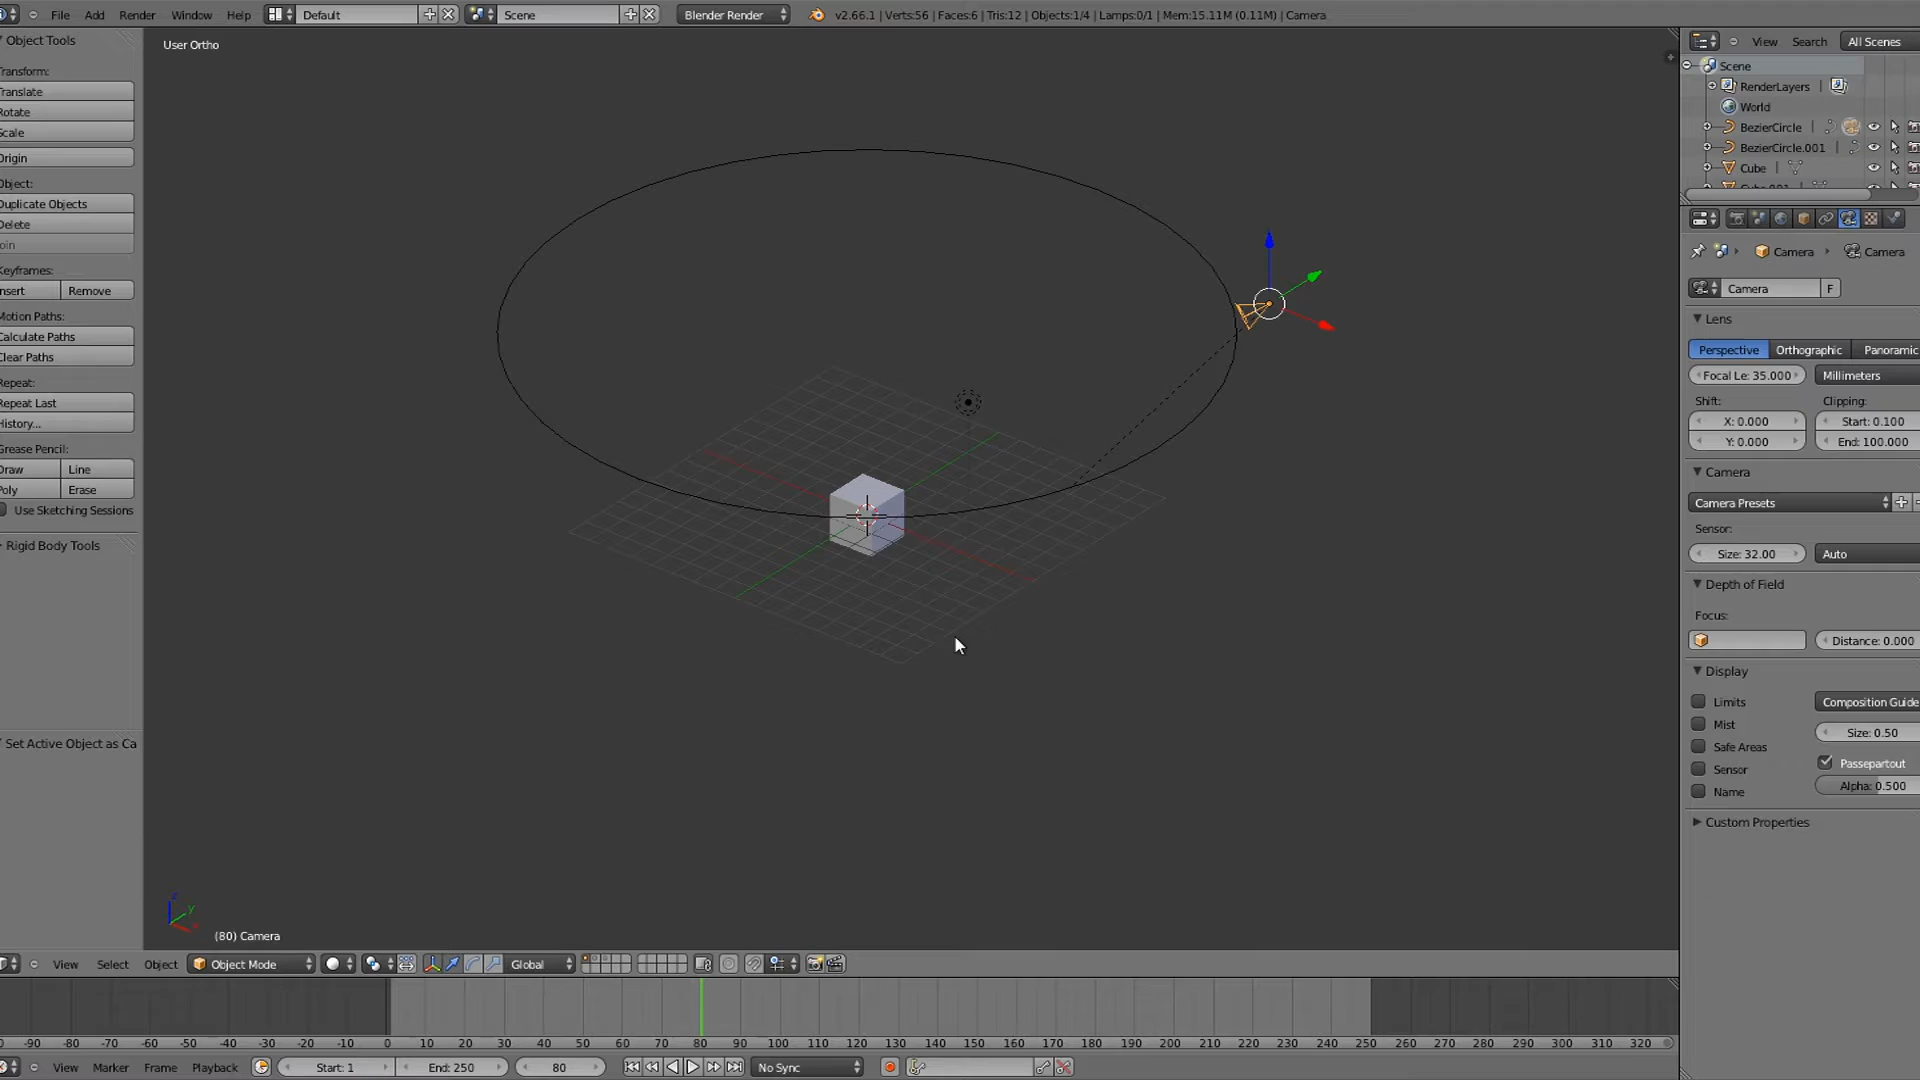 File Add Render Window Help Default Scene Blender Render v2.66.1 | Verts:56 | Faces:6 | Tris:12 | Objects:1/4 | Lamps:0/1 | Mem:15.11M (0.11M) | Camera
Object Tools
User Ortho
Transform:
Translate
Rotate
Scale
Origin
Object:
Duplicate Objects
Delete
oin
Keyframes:
nsert Remove
Motion Paths:
Calculate Paths
Clear Paths
Repeat:
Repeat Last
History...
Grease Pencil:
Draw Line
Poly Erase
Use Sketching Sessions
Rigid Body Tools
Set Active Object as Ca
(80) Camera
View Search All Scenes
Scene
RenderLayers
World
BezierCircle
BezierCircle.001
Cube
Camera Camera
Camera F
Lens
Perspective Orthographic Panoramic
Focal Le: 35.000 Millimeters
Shift: Clipping:
X: 0.000 Start: 0.100
Y: 0.000 End: 100.000
Camera
Camera Presets
Sensor:
Size: 32.00 Auto
Depth of Field
Focus:
Distance: 0.000
Display
Limits Composition Guide
Mist Size: 0.50
Safe Areas
Passepartout
Sensor
Alpha: 0.500
Name
Custom Properties
View Select Object Object Mode Global
-90 -80 -70 -60 -50 -40 -30 -20 -10 0 10 20 30 40 50 60 70 80 90 100 110 120 130 140 150 160 170 180 190 200 210 220 230 240 250 260 270 280 290 300 310 320
View Marker Frame Playback Start: 1 End: 250 80 No Sync